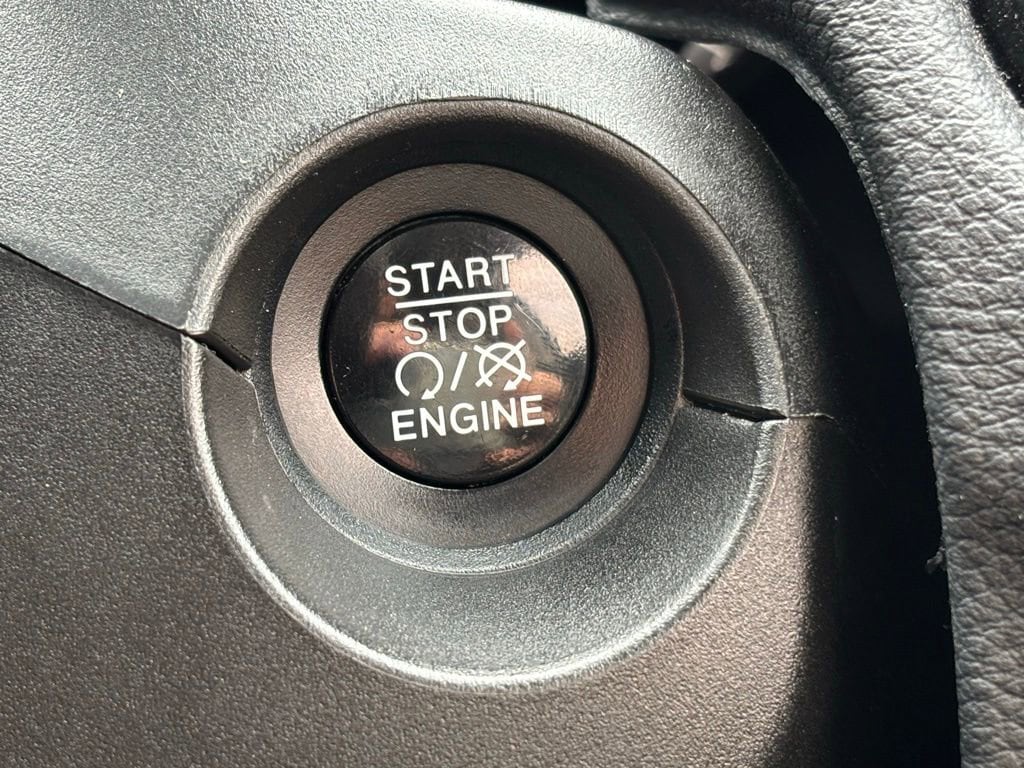 START
STOP
/
ENGINE